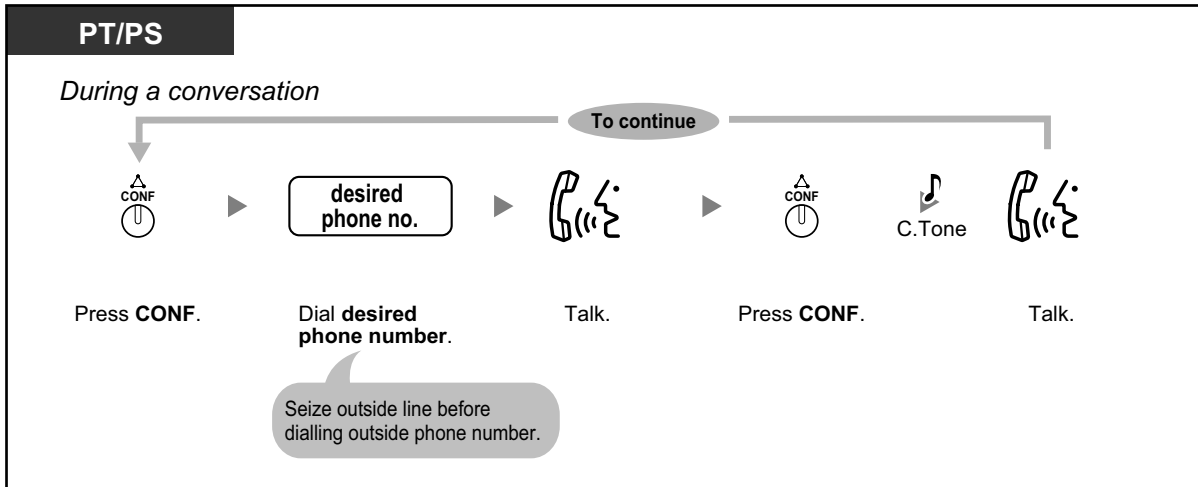 PT/PS
During a conversation
To continue
CONF
desired
phone no.
CONF
C.Tone
Press CONF.
Dial desired
phone number.
Talk.
Press CONF.
Talk.
Seize outside line before
dialling outside phone number.